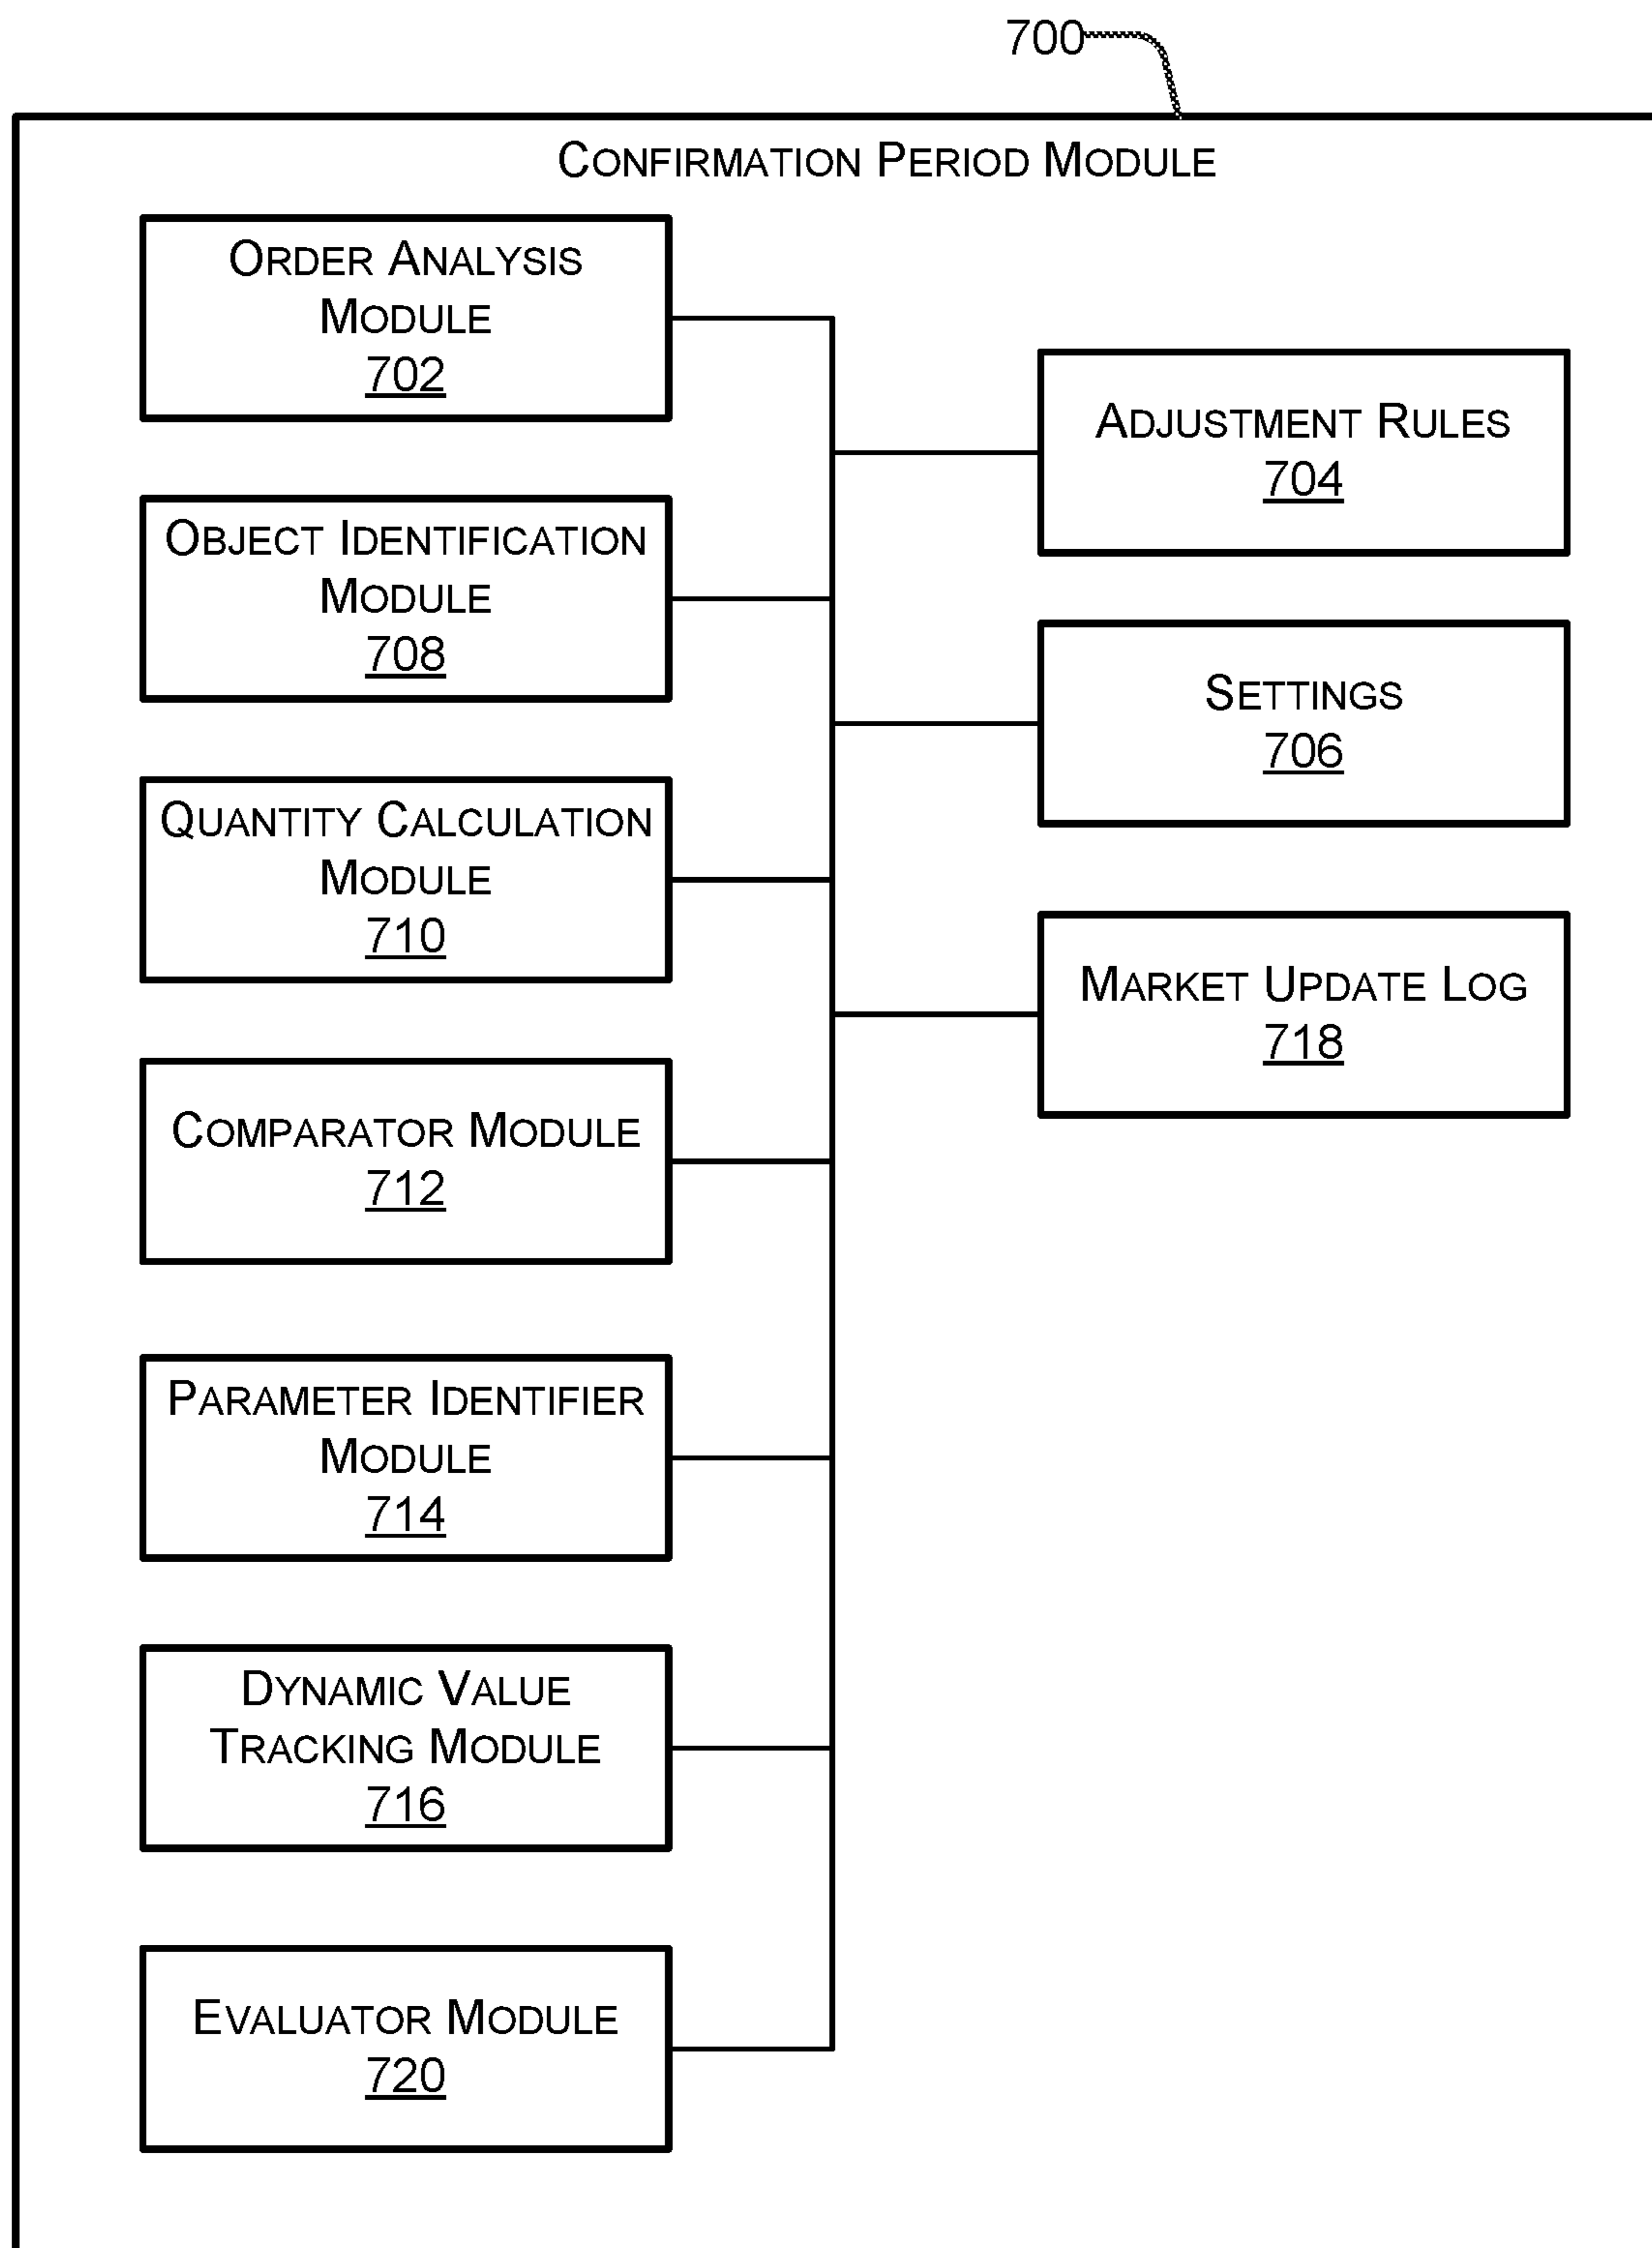 700
CONFIRMATION PERIOD MODULE
ORDER ANALYSIS
MODULE
702
ADJUSTMENT RULES
704
OBJECT IDENTIFICATION
MODULE
708
SETTINGS
706
QUANTITY CALCULATION
MODULE
710
MARKET UPDATE LOG
718
COMPARATOR MODULE
712
PARAMETER IDENTIFIER
MODULE
714
DYNAMIC VALUE
TRACKING MODULE
716
EVALUATOR MODULE
720